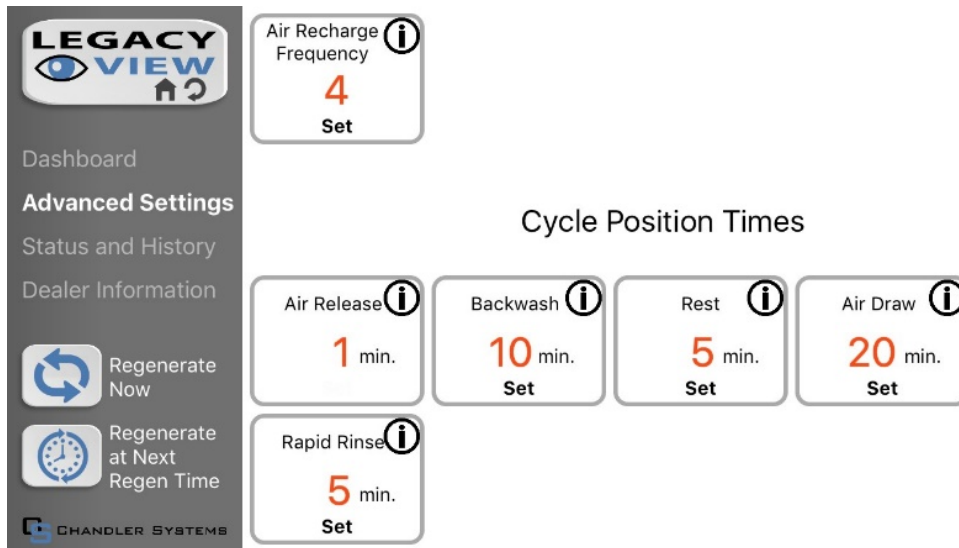 LEGACY
VIEW
Dashboard
Advanced Settings
Status and History
Dealer Information
Regenerate
Now
Regenerate
at Next
Regen Time
CS CHANDLER SYSTEMS
Air Recharge i
Frequency
4
Set
Cycle Position Times
Air Release i
1 min.
Backwash i
10 min.
Set
Rest i
5 min.
Set
Air Draw i
20 min.
Set
Rapid Rinse i
5 min.
Set